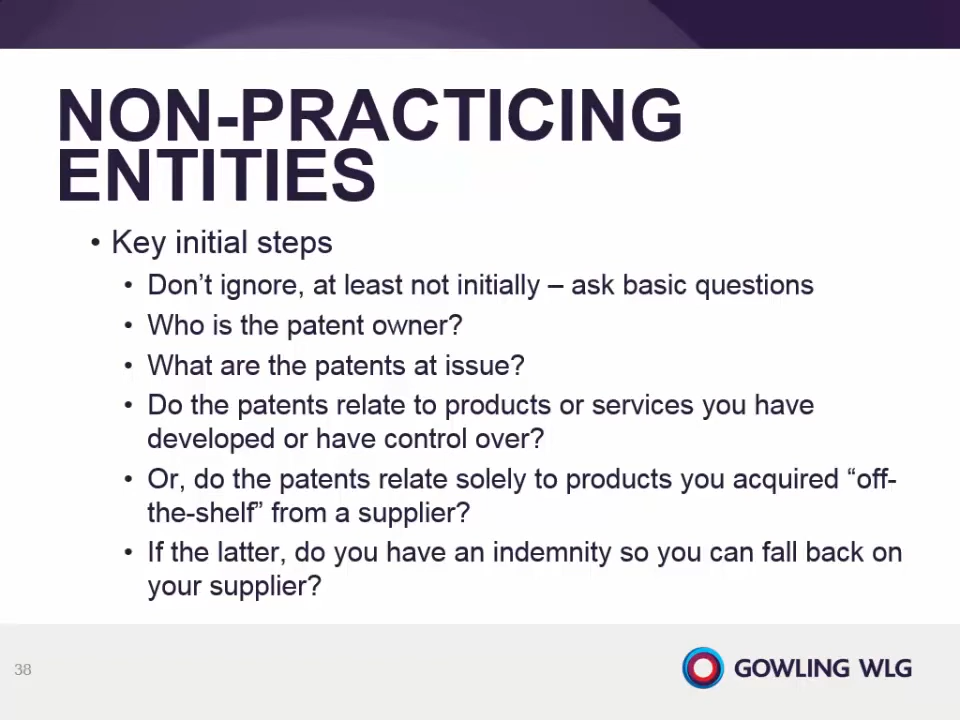 NON-PRACTICING
ENTITIES
• Key initial steps
• Don’t ignore, at least not initially – ask basic questions
• Who is the patent owner?
• What are the patents at issue?
• Do the patents relate to products or services you have
developed or have control over?
• Or, do the patents relate solely to products you acquired “off-
the-shelf” from a supplier?
• If the latter, do you have an indemnity so you can fall back on
your supplier?
38
GOWLING WLG